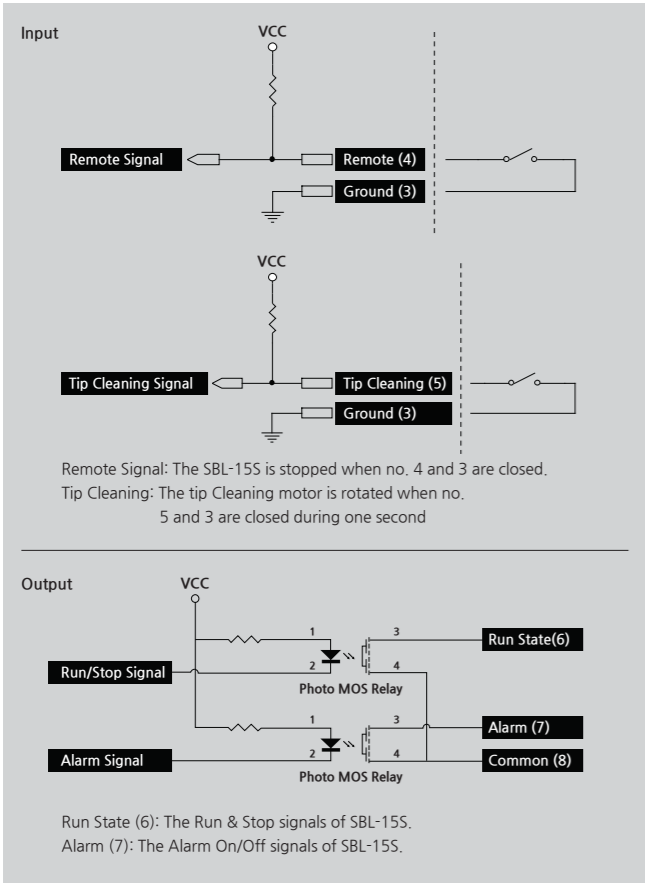 Input
VCC
Remote Signal
Remote (4)
Ground (3)
VCC
Tip Cleaning Signal
Tip Cleaning (5)
Ground (3)
Remote Signal: The SBL-15S is stopped when no. 4 and 3 are closed.
Tip Cleaning: The tip Cleaning motor is rotated when no.
5 and 3 are closed during one second
Output
VCC
1
3
Run State(6)
Run/Stop Signal
2
4
Photo MOS Relay
1
3
Alarm (7)
Alarm Signal
2
4
Common (8)
Photo MOS Relay
Run State (6): The Run & Stop signals of SBL-15S.
Alarm (7): The Alarm On/Off signals of SBL-15S.